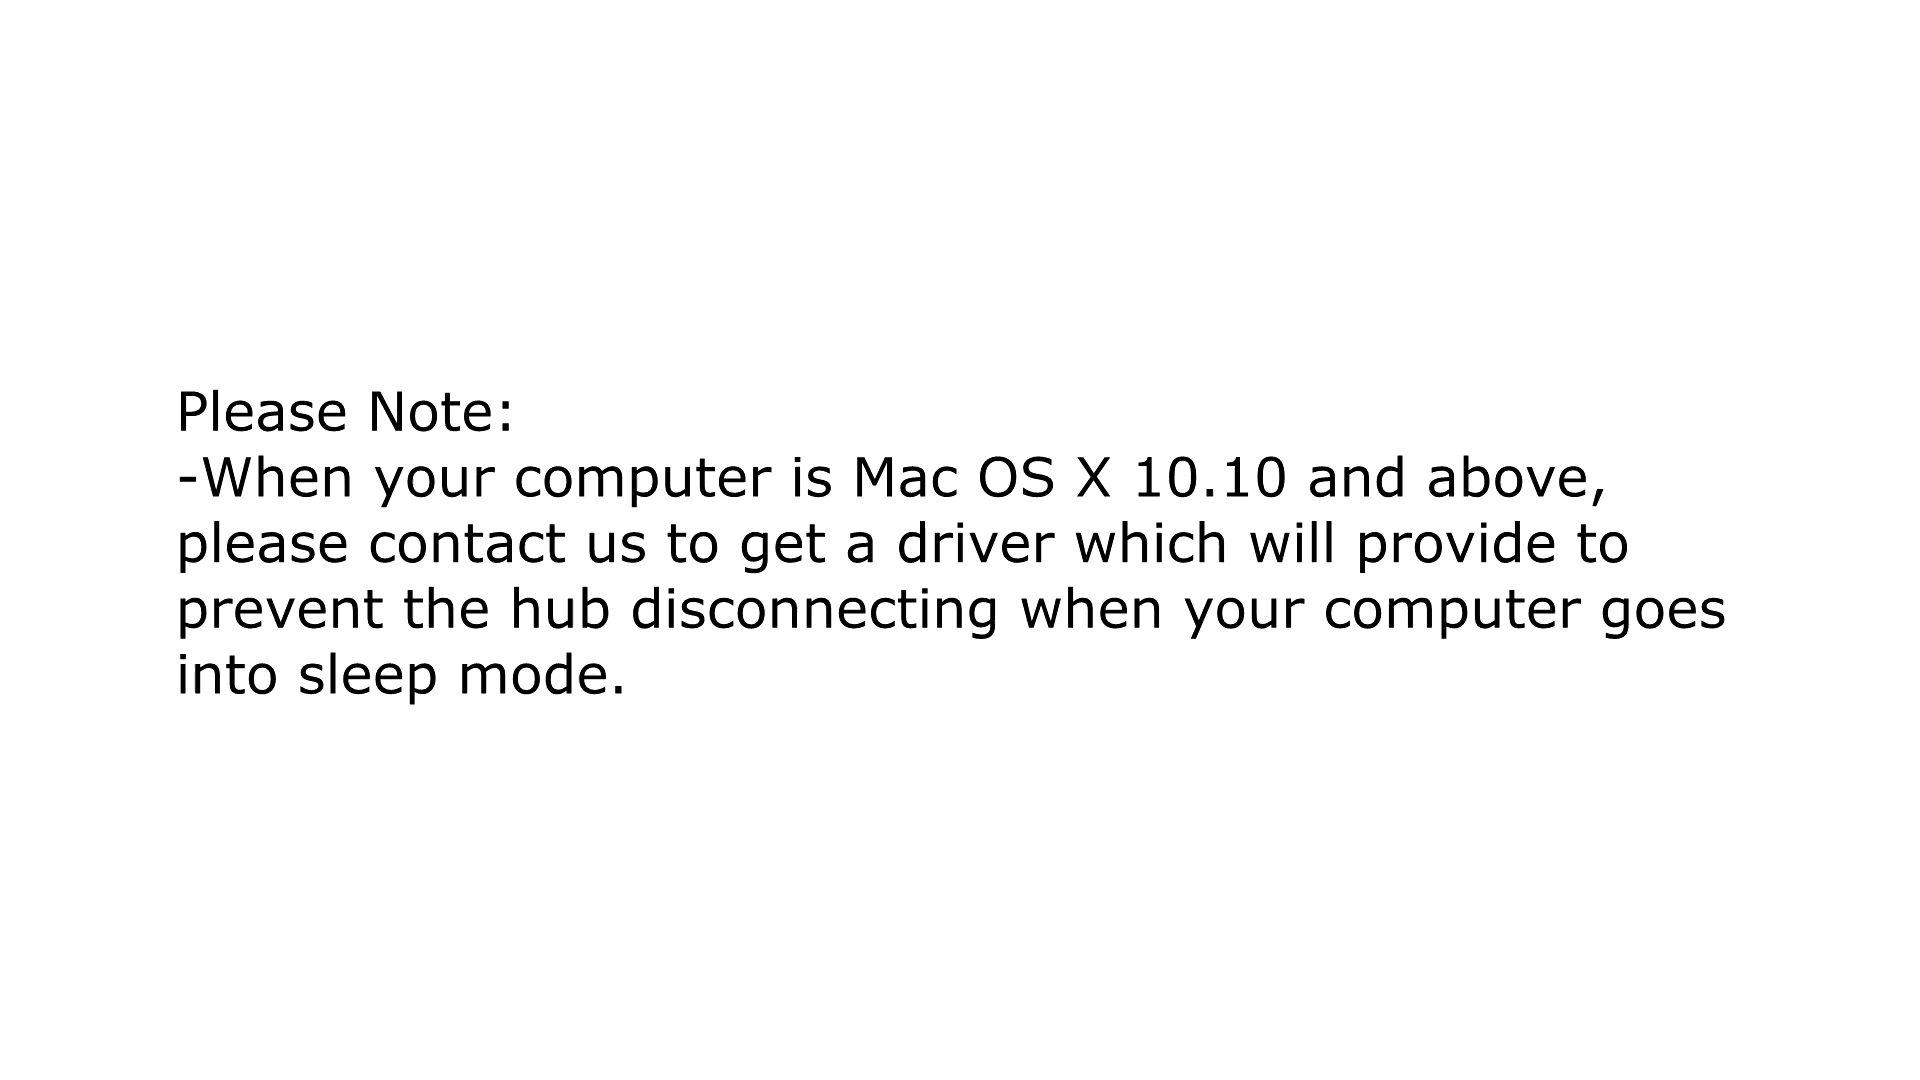 Please Note:
-When your computer is Mac OS X 10.10 and above,
please contact us to get a driver which will provide to
prevent the hub disconnecting when your computer goes
into sleep mode.